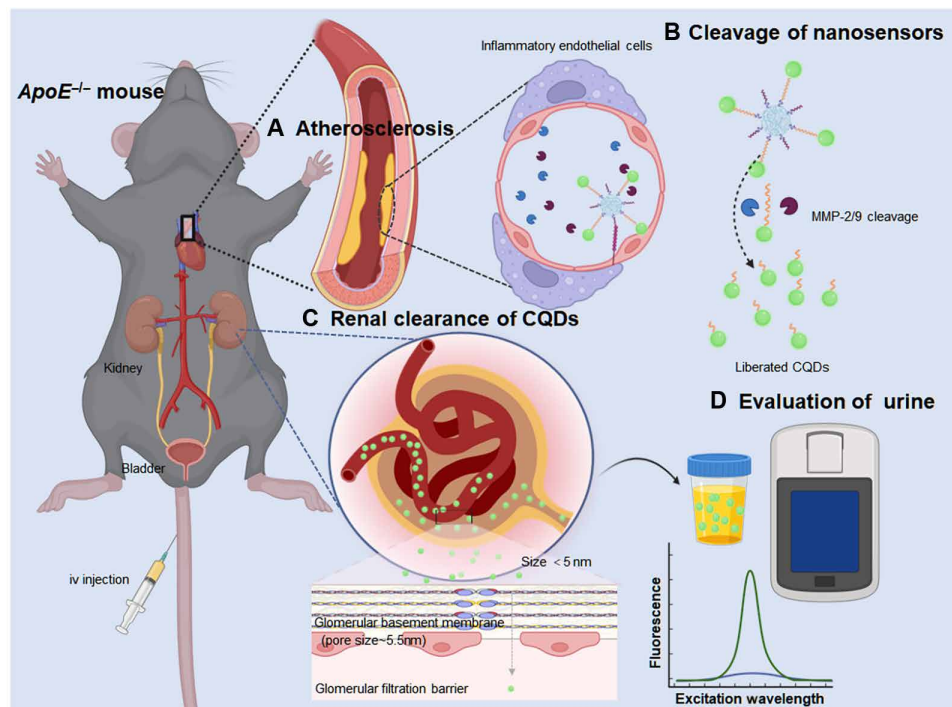 ApoE–/– mouse
A Atherosclerosis
Inflammatory endothelial cells
B Cleavage of nanosensors
MMP-2/9 cleavage
Liberated CQDs
C Renal clearance of CQDs
Kidney
Bladder
iv injection
Size < 5 nm
Glomerular basement membrane
(pore size~5.5nm)
Glomerular filtration barrier
D Evaluation of urine
Fluorescence
Excitation wavelength